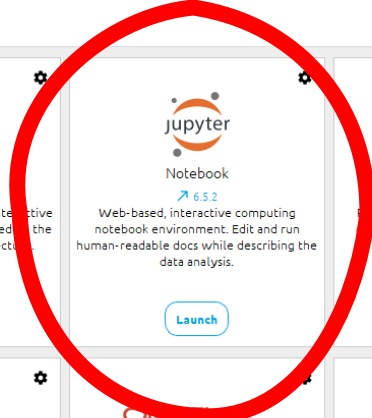 jupyter
Notebook
6.5.2
Web-based, interactive computing
notebook environment. Edit and run
human-readable docs while describing the
data analysis.
Launch
the